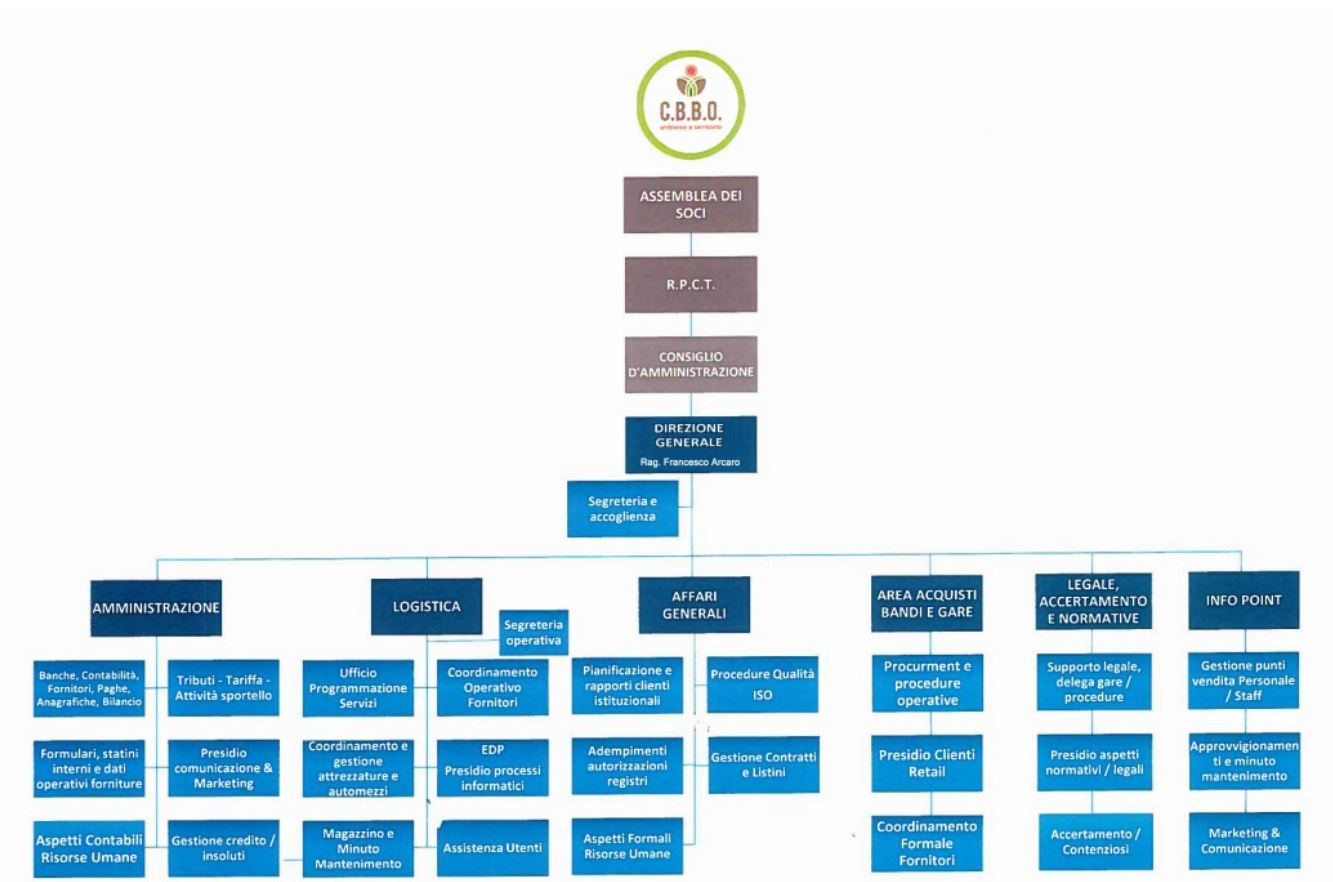 C.B.B.O.
ambiente e territorio
ASSEMBLEA DEI
SOCI
R.P.C.T.
CONSIGLIO
D'AMMINISTRAZIONE
DIREZIONE
GENERALE
Rag. Francesco Arcaro
Segreteria e
accoglienza
AMMINISTRAZIONE
Banche, Contabilità,
Fornitori, Paghe,
Anagrafiche, Bilancio
Tributi - Tariffa -
Attività sportello
Formulari, statini
interni e dati
operativi forniture
Presidio
comunicazione &
Marketing
Aspetti Contabili
Risorse Umane
Gestione credito /
insoluti
LOGISTICA
Segreteria
operativa
Ufficio
Programmazione
Servizi
Coordinamento
Operativo
Fornitori
Coordinamento e
gestione
attrezzature e
automezzi
EDP
Presidio processi
informatici
Magazzino e
Minuto
Mantenimento
Assistenza Utenti
AFFARI
GENERALI
Pianificazione e
rapporti clienti
istituzionali
Procedure Qualità
ISO
Adempimenti
autorizzazioni
registri
Gestione Contratti
e Listini
Aspetti Formali
Risorse Umane
AREA ACQUISTI
BANDI E GARE
Procurment e
procedure
operative
Presidio Clienti
Retail
Coordinamento
Formale
Fornitori
LEGALE,
ACCERTAMENTO
E NORMATIVE
Supporto legale,
delega gare /
procedure
Presidio aspetti
normativi / legali
Accertamento /
Contenziosi
INFO POINT
Gestione punti
vendita Personale
/ Staff
Approvvigionamen
ti e minuto
mantenimento
Marketing &
Comunicazione